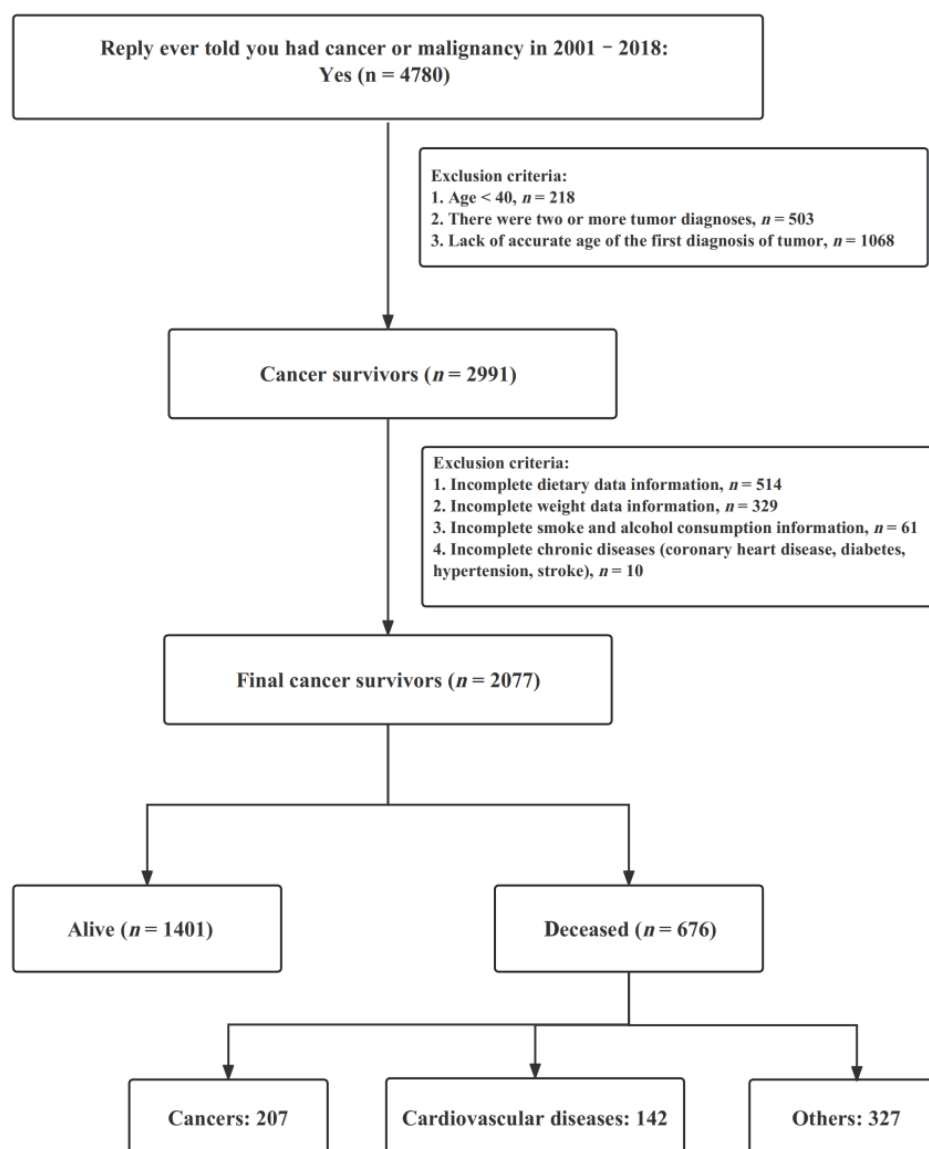 Reply ever told you had cancer or malignancy in 2001 – 2018:
Yes (n = 4780)
Exclusion criteria:
1. Age < 40, n = 218
2. There were two or more tumor diagnoses, n = 503
3. Lack of accurate age of the first diagnosis of tumor, n = 1068
Cancer survivors (n = 2991)
Exclusion criteria:
1. Incomplete dietary data information, n = 514
2. Incomplete weight data information, n = 329
3. Incomplete smoke and alcohol consumption information, n = 61
4. Incomplete chronic diseases (coronary heart disease, diabetes,
hypertension, stroke), n = 10
Final cancer survivors (n = 2077)
Alive (n = 1401)
Deceased (n = 676)
Cancers: 207
Cardiovascular diseases: 142
Others: 327